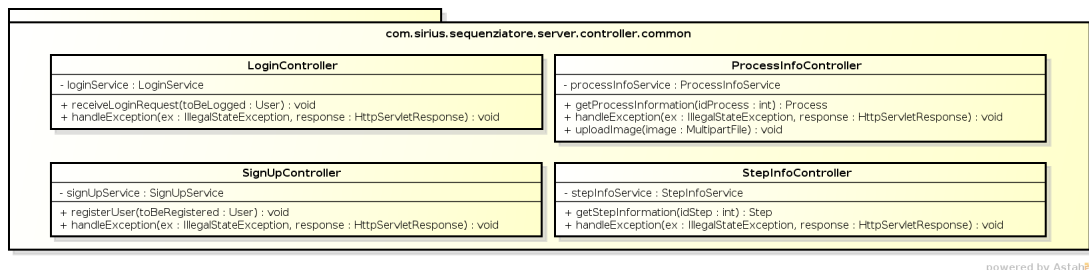 com.sirius.sequenziatore.server.controller.common
LoginController
- loginService : LoginService
+ receiveLoginRequest(toBeLogged : User) : void
+ handleException(ex : IllegalStateException, response : HttpServletResponse) : void
ProcessInfoController
- processInfoService : ProcessInfoService
+ getProcessInformation(idProcess : int) : Process
+ handleException(ex : IllegalStateException, response : HttpServletResponse) : void
+ uploadImage(image : MultipartFile) : void
SignUpController
- signUpService : SignUpService
+ registerUser(toBeRegistered : User) : void
+ handleException(ex : IllegalStateException, response : HttpServletResponse) : void
StepInfoController
- stepInfoService : StepInfoService
+ getStepInformation(idStep : int) : Step
+ handleException(ex : IllegalStateException, response : HttpServletResponse) : void
powered by Astah